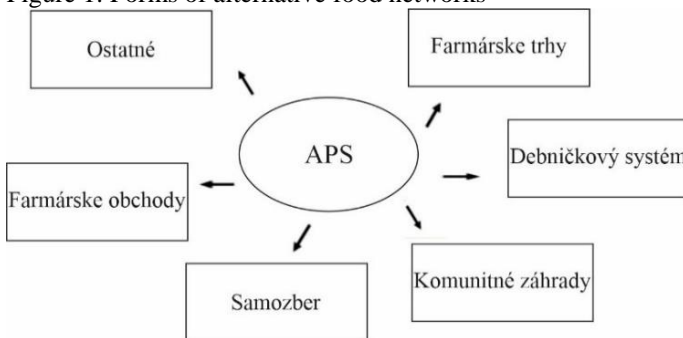 Figure 1. Forms of alternative food networks
Ostatné
Farmárske trhy
APS
Debničkový systém
Farmárske obchody
Komunitné záhrady
Samozber